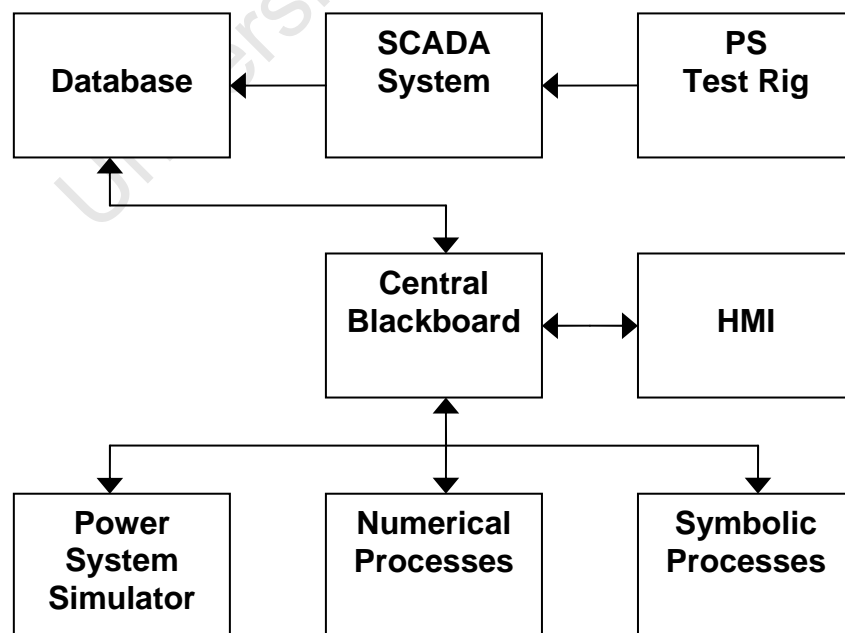 Database
SCADA
System
PS
Test Rig
Central
Blackboard
HMI
Power
System
Simulator
Numerical
Processes
Symbolic
Processes